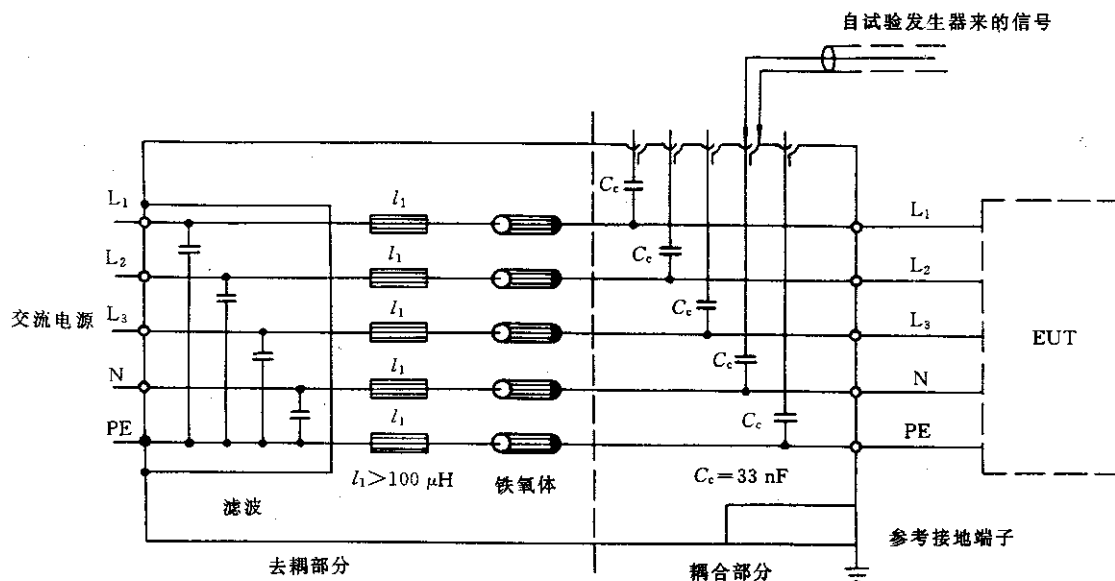 自试验发生器来的信号
Cc
L1 l1 L1
Cc
L2 l1 L2
Cc
交流电源 L3 l1 L3 EUT
Cc
N l1 N
Cc
PE l1 PE
l1>100 μH 铁氧体 Cc=33 nF
滤波
参考接地端子
去耦部分 耦合部分